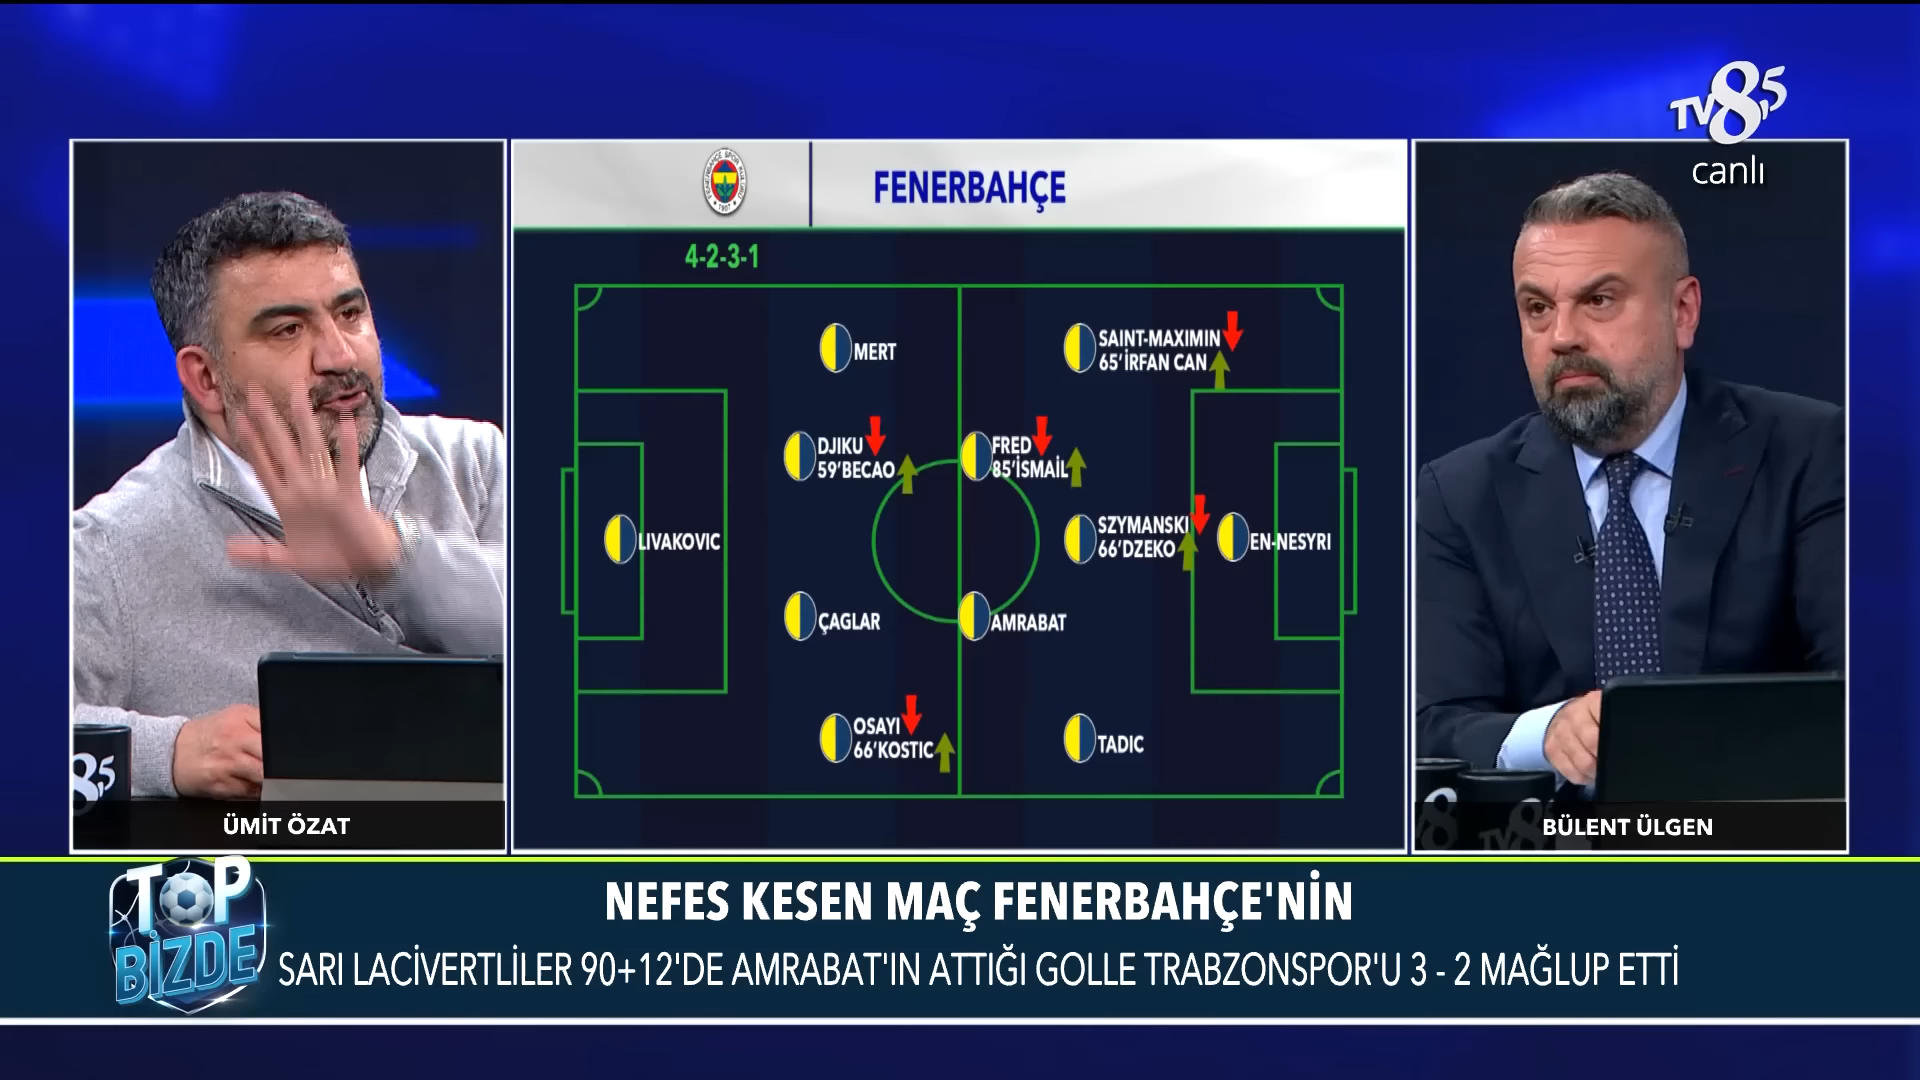 TV8,5
canlı
FENERBAHÇE
4-2-3-1
MERT
SAINT-MAXIMIN
65'İRFAN CAN
DJIKU
59'BECAO
FRED
85'İSMAİL
LIVAKOVIC
SZYMANSKI
66'DZEKO
EN-NESYRI
ÇAGLAR
AMRABAT
OSAYI
66'KOSTIC
TADIC
8,5
ÜMİT ÖZAT
BÜLENT ÜLGEN
TOP
BİZDE
NEFES KESEN MAÇ FENERBAHÇE'NİN
SARI LACİVERTLİLER 90+12'DE AMRABAT'IN ATTIĞI GOLLE TRABZONSPOR'U 3 - 2 MAĞLUP ETTİ